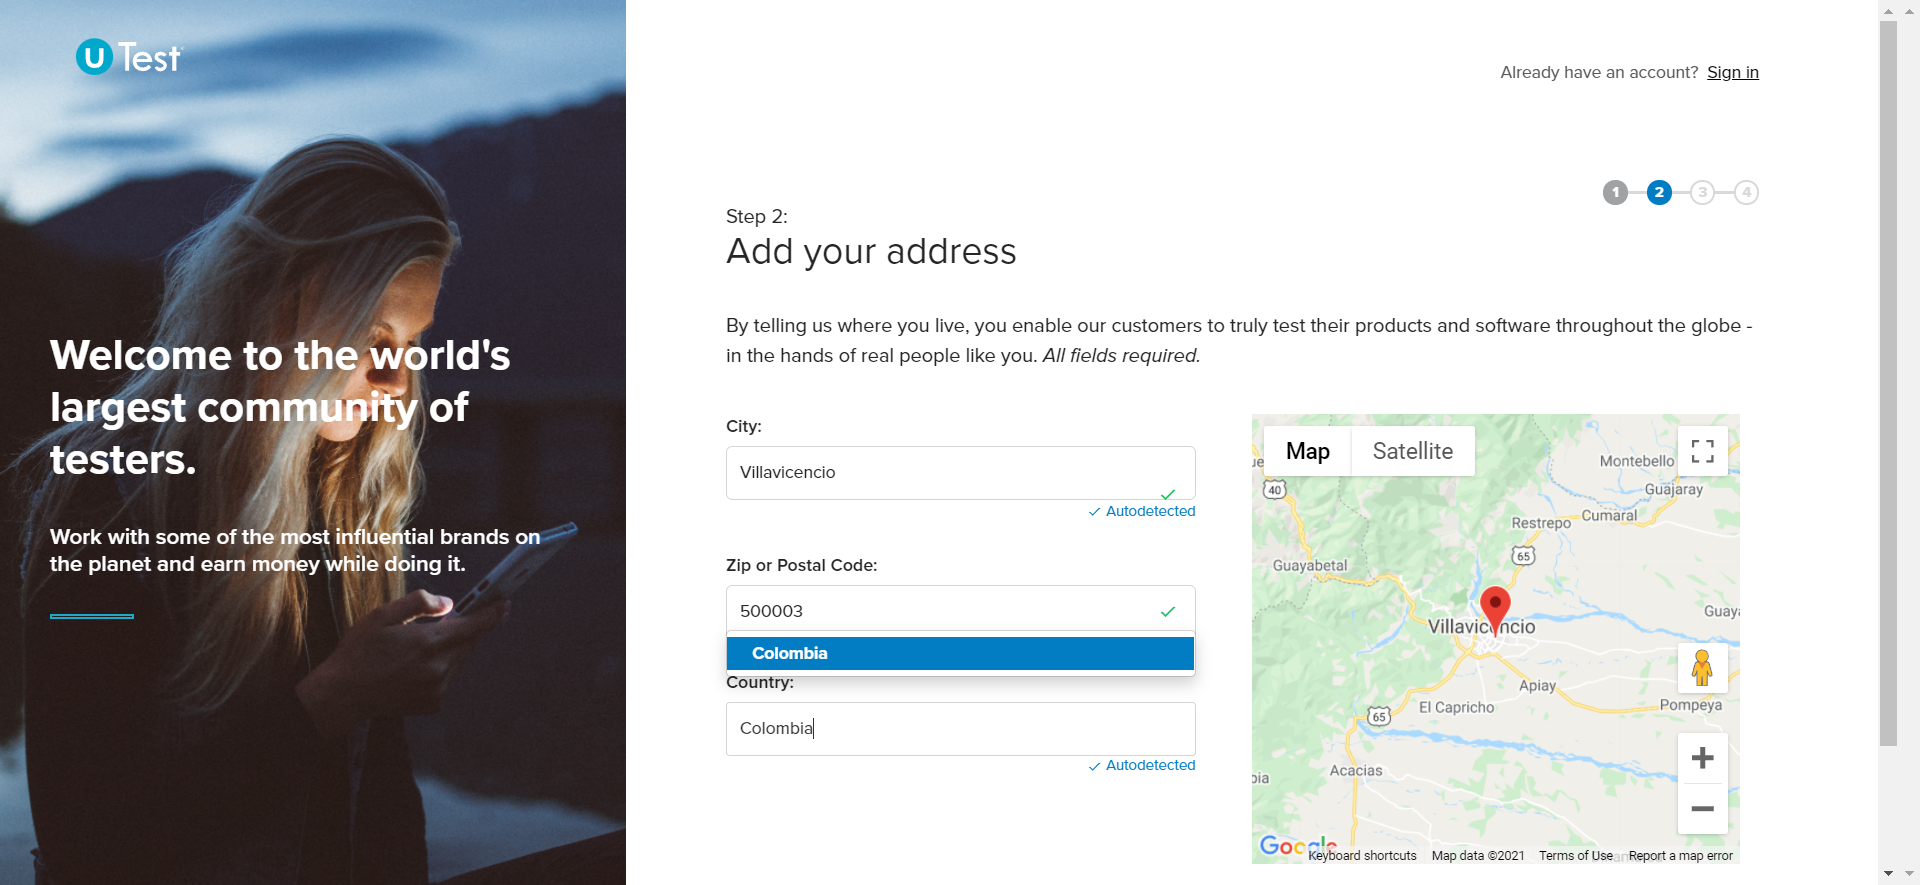 U Test
Welcome to the world's
largest community of
testers.
Work with some of the most influential brands on
the planet and earn money while doing it.
Already have an account? Sign in
1 2 3 4
Step 2:
Add your address
By telling us where you live, you enable our customers to truly test their products and software throughout the globe -
in the hands of real people like you. All fields required.
City:
Villavicencio
Autodetected
Zip or Postal Code:
500003
Colombia
Country:
Colombia
Autodetected
Map Satellite
Montebello
40
Guajaray
Restrepo Cumaral
65
Guayabetal
Villavicencio
Apiay
El Capricho
Pompeya
65
Acacias
Google
Keyboard shortcuts Map data ©2021 Terms of Use Report a map error